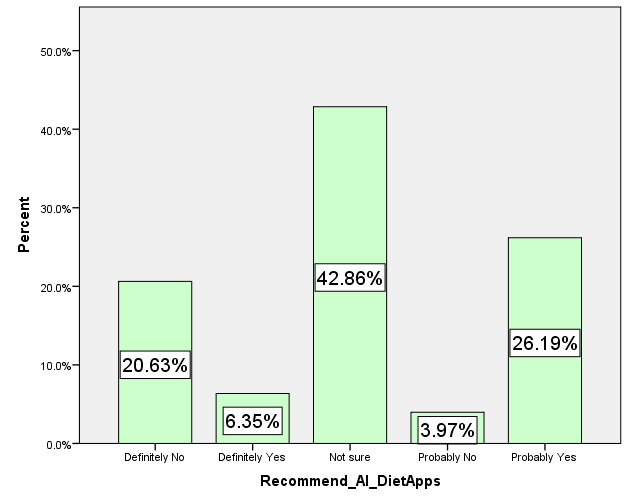 50.0%
40.0%
30.0%
20.0%
10.0%
0.0%
Percent
20.63%
6.35%
42.86%
3.97%
26.19%
Definitely No
Definitely Yes
Not sure
Probably No
Probably Yes
Recommend_AI_DietApps